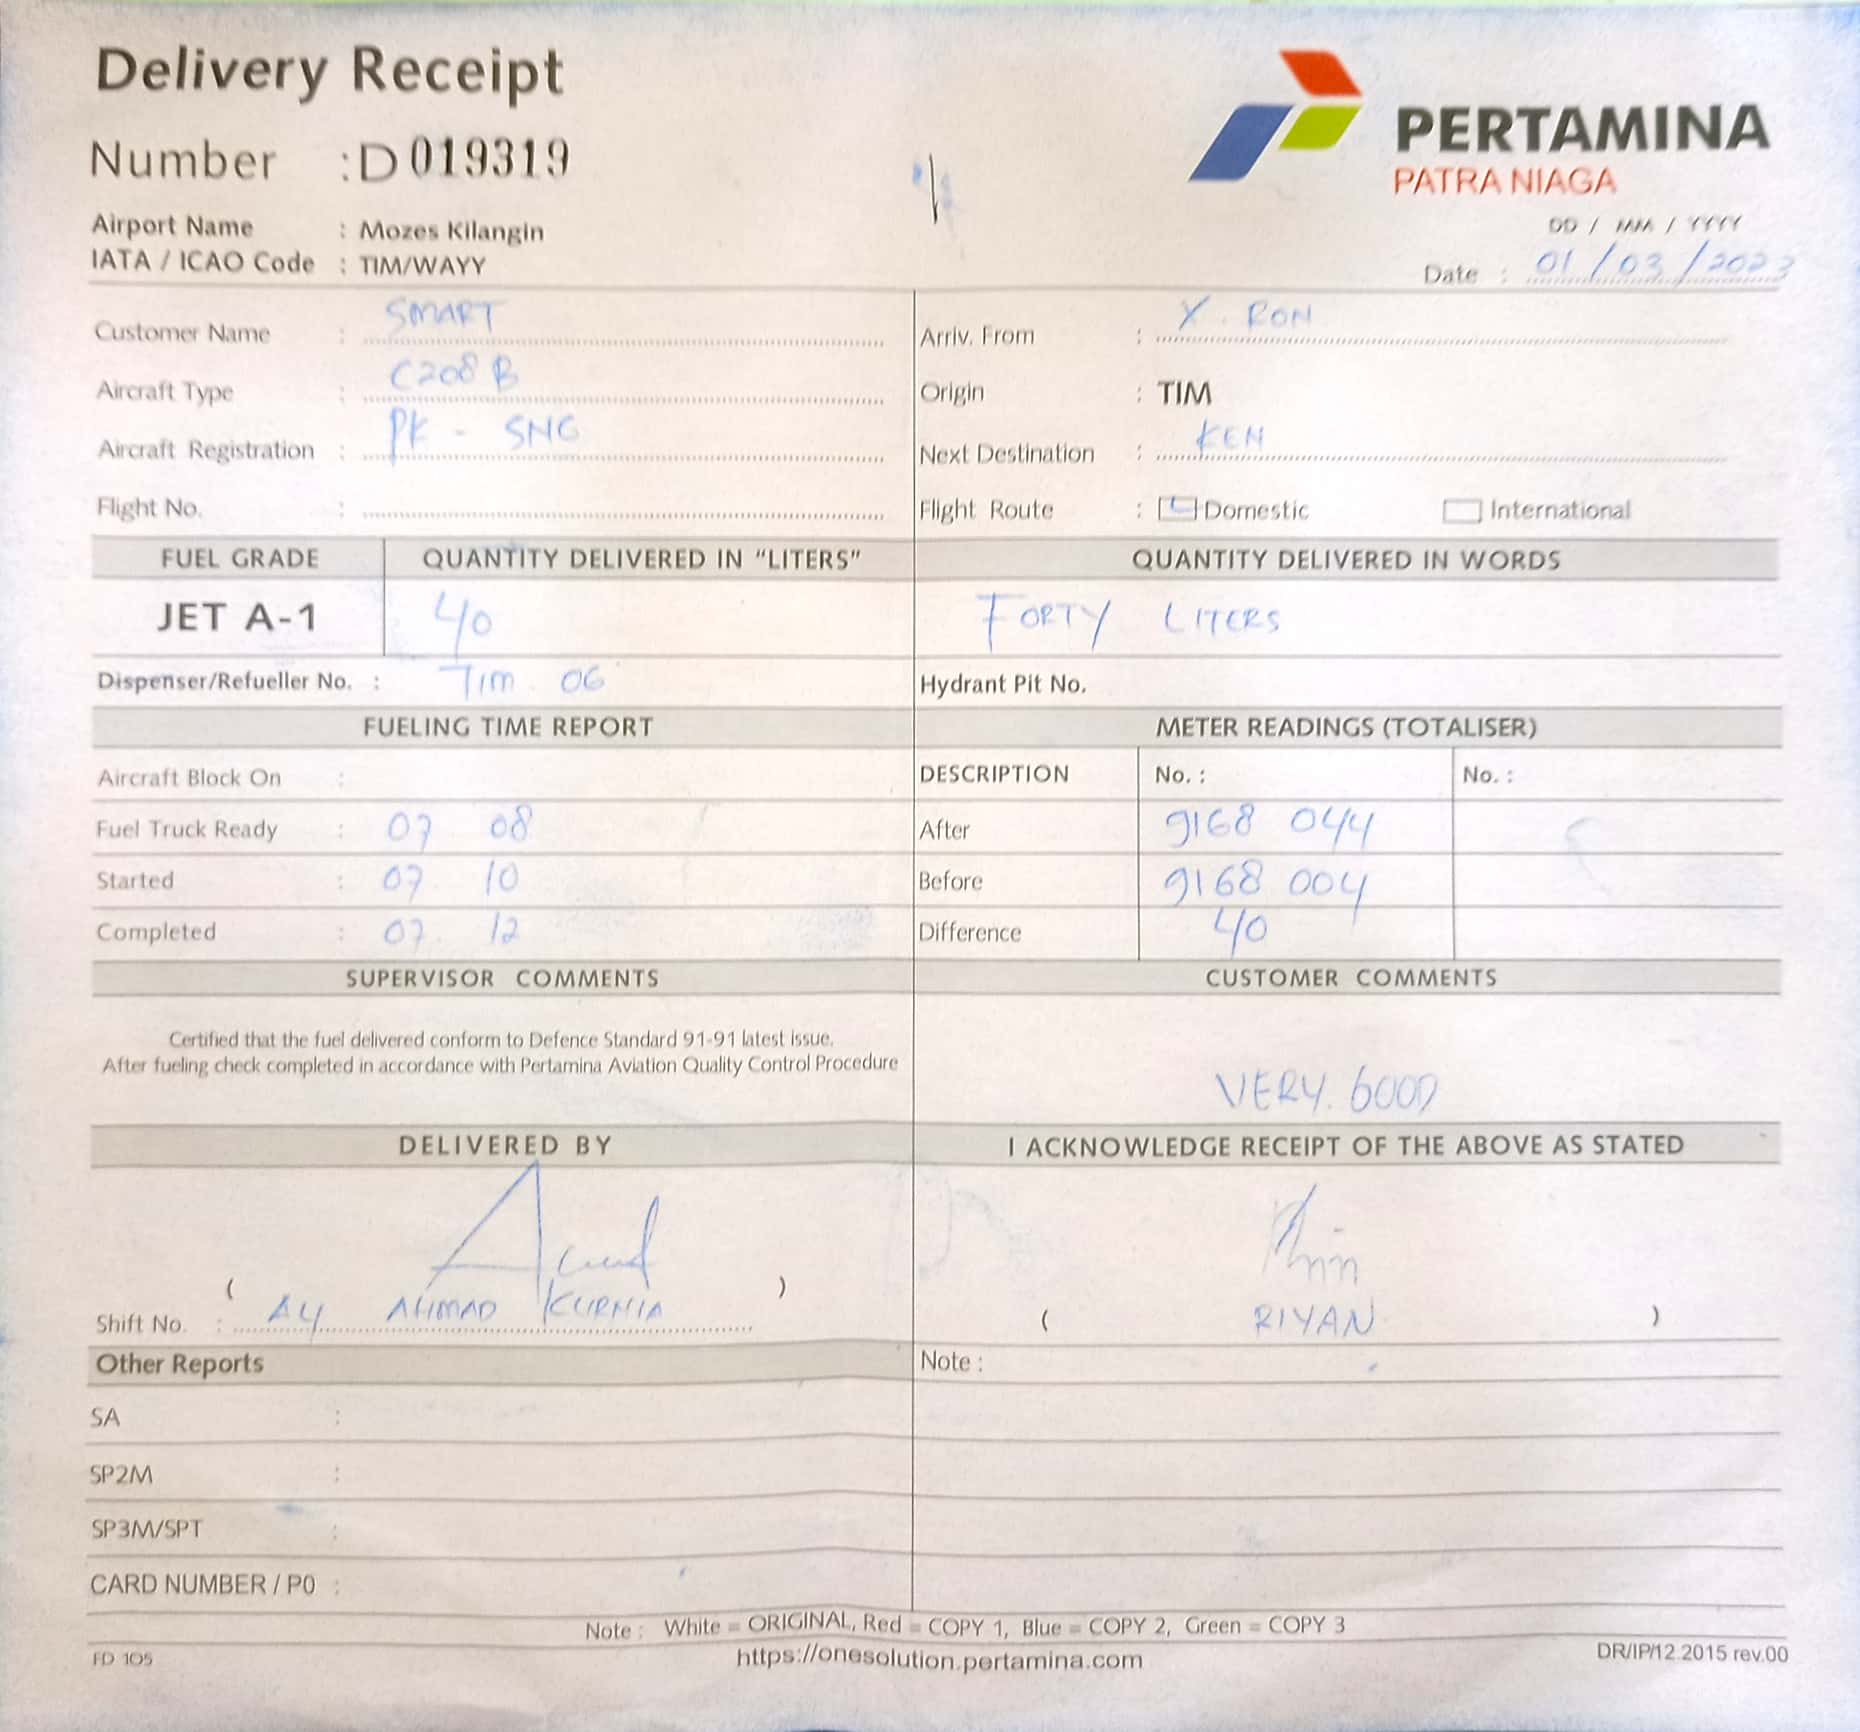 Delivery Receipt
PERTAMINA
PATRA NIAGA
Number : D 019319
Airport Name : Mozes Kilangin
IATA / ICAO Code : TIM/WAYY
DD / MM / YYYY
Date : 01/03/2023
Customer Name : SMART
Arriv. From : Y. RON
Aircraft Type : C208 B
Origin : TIM
Aircraft Registration : PK - SNG
Next Destination : KEN
Flight No. :
Flight Route : Domestic International
FUEL GRADE QUANTITY DELIVERED IN "LITERS" QUANTITY DELIVERED IN WORDS
JET A-1 40 FORTY LITERS
Dispenser/Refueller No. : TIM 06 Hydrant Pit No.
FUELING TIME REPORT METER READINGS (TOTALISER)
Aircraft Block On : DESCRIPTION No. : No. :
Fuel Truck Ready : 07 08 After 9168 044
Started : 07 10 Before 9168 004
Completed : 07 12 Difference 40
SUPERVISOR COMMENTS CUSTOMER COMMENTS
Certified that the fuel delivered conform to Defence Standard 91-91 latest issue.
After fueling check completed in accordance with Pertamina Aviation Quality Control Procedure
VERY. GOOD
DELIVERED BY I ACKNOWLEDGE RECEIPT OF THE ABOVE AS STATED
( )
Shift No. : A4 AHMAD KURNIA
( RIYAN )
Other Reports Note :
SA :
SP2M :
SP3M/SPT :
CARD NUMBER / P0 :
Note : White = ORIGINAL, Red = COPY 1, Blue = COPY 2, Green = COPY 3
FD 105 https://onesolution.pertamina.com DR/IP/12.2015 rev.00